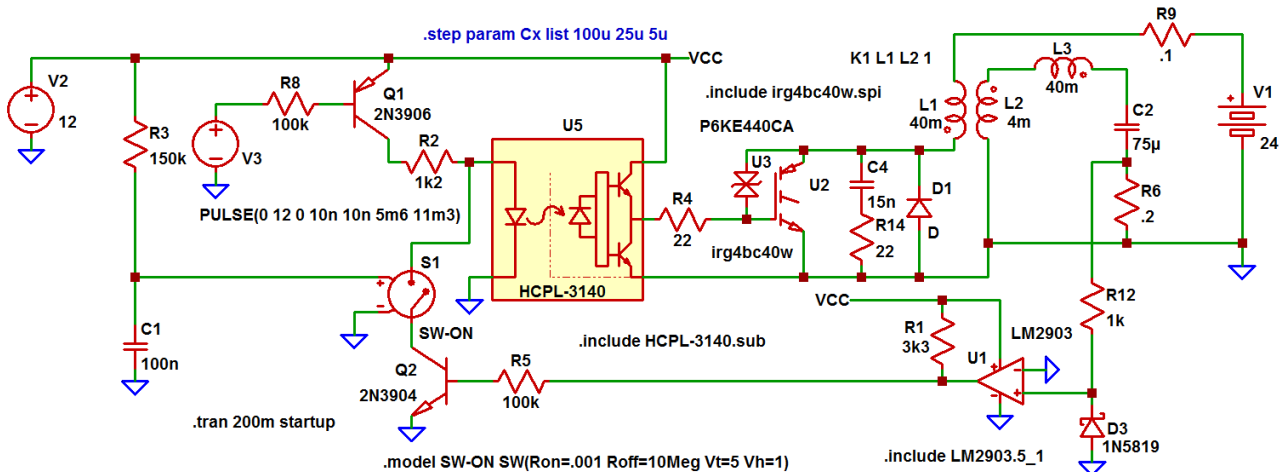 .step param Cx list 100u 25u 5u
VCC
V2
12
R3
150k
C1
100n
R8
100k
V3
PULSE(0 12 0 10n 10n 5m6 11m3)
Q1
2N3906
R2
1k2
U5
HCPL-3140
S1
SW-ON
Q2
2N3904
R5
100k
.tran 200m startup
.model SW-ON SW(Ron=.001 Roff=10Meg Vt=5 Vh=1)
.include HCPL-3140.sub
R4
22
.include irg4bc40w.spi
P6KE440CA
U3
U2
irg4bc40w
C4
15n
R14
22
D1
D
K1 L1 L2 1
L1
40m
L2
4m
L3
40m
R9
.1
C2
75µ
V1
24
R6
.2
R12
1k
VCC
R1
3k3
U1
LM2903
D3
1N5819
.include LM2903.5_1